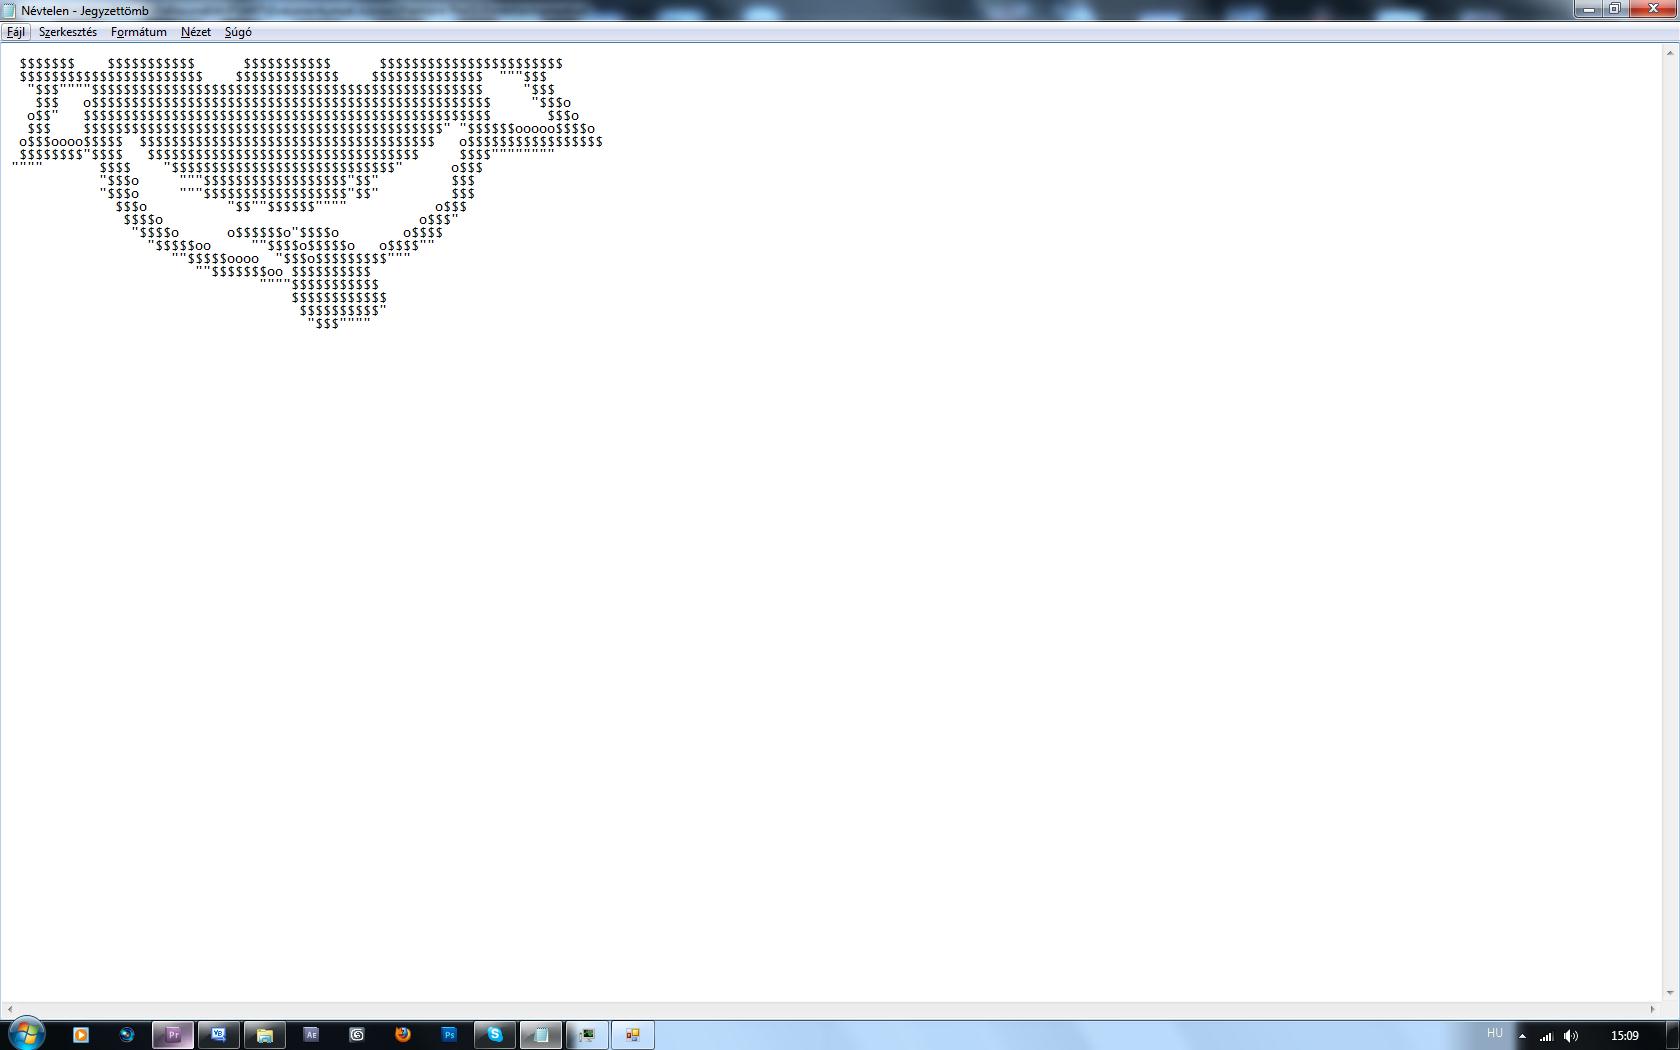 Névtelen - Jegyzettömb
Fájl Szerkesztés Formátum Nézet Súgó
  $$$$$$$    $$$$$$$$$$$      $$$$$$$$$$$      $$$$$$$$$$$$$$$$$$$$$$$
  $$$$$$$$$$$$$$$$$$$$$$$    $$$$$$$$$$$$$    $$$$$$$$$$$$$$  """$$$
   "$$$""""$$$$$$$$$$$$$$$$$$$$$$$$$$$$$$$$$$$$$$$$$$$$$$$$$     "$$$
    $$$   o$$$$$$$$$$$$$$$$$$$$$$$$$$$$$$$$$$$$$$$$$$$$$$$$$$     "$$$o
   o$$"   $$$$$$$$$$$$$$$$$$$$$$$$$$$$$$$$$$$$$$$$$$$$$$$$$$$       $$$o
   $$$    $$$$$$$$$$$$$$$$$$$$$$$$$$$$$$$$$$$$$$$$$$$$$" "$$$$$$ooooo$$$$o
  o$$$oooo$$$$$  $$$$$$$$$$$$$$$$$$$$$$$$$$$$$$$$$$$$$   o$$$$$$$$$$$$$$$$$
  $$$$$$$$"$$$$   $$$$$$$$$$$$$$$$$$$$$$$$$$$$$$$$$$     $$$$""""""""
 """"       $$$$    "$$$$$$$$$$$$$$$$$$$$$$$$$$$$"      o$$$
            "$$$o     """$$$$$$$$$$$$$$$$$$"$$"         $$$
            "$$$o     """$$$$$$$$$$$$$$$$$$"$$"         $$$
              $$$o          "$$""$$$$$$""""           o$$$
               $$$$o                                o$$$"
                "$$$$o      o$$$$$$o"$$$$o        o$$$$
                  "$$$$$oo     ""$$$$o$$$$$o   o$$$$""
                     ""$$$$$oooo  "$$$o$$$$$$$$$"""
                        ""$$$$$$$oo $$$$$$$$$$
                                """"$$$$$$$$$$$
                                    $$$$$$$$$$$$
                                     $$$$$$$$$$"
                                      "$$$""""
HU 15:09